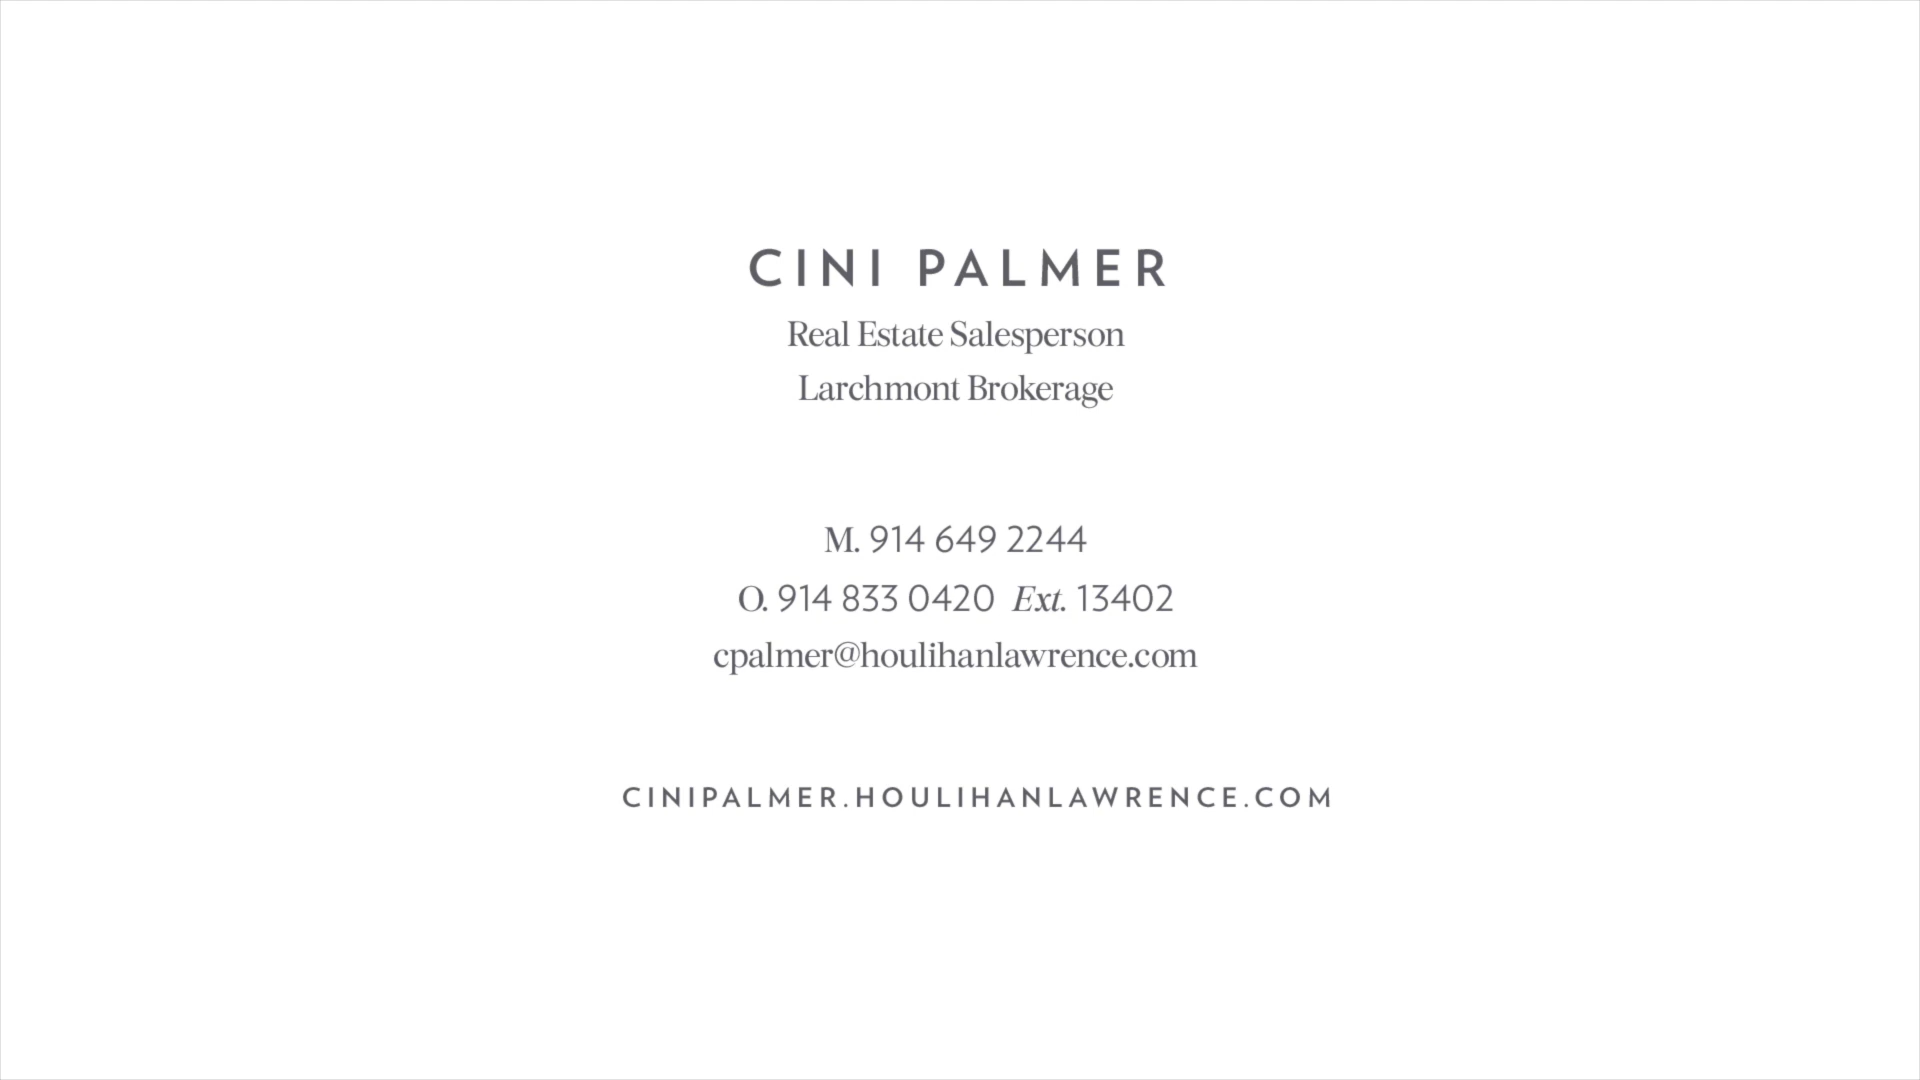 CINI PALMER
Real Estate Salesperson
Larchmont Brokerage
M. 914 649 2244
O. 914 833 0420 Ext. 13402
cpalmer@houlihanlawrence.com
CINIPALMER.HOULIHANLAWRENCE.COM